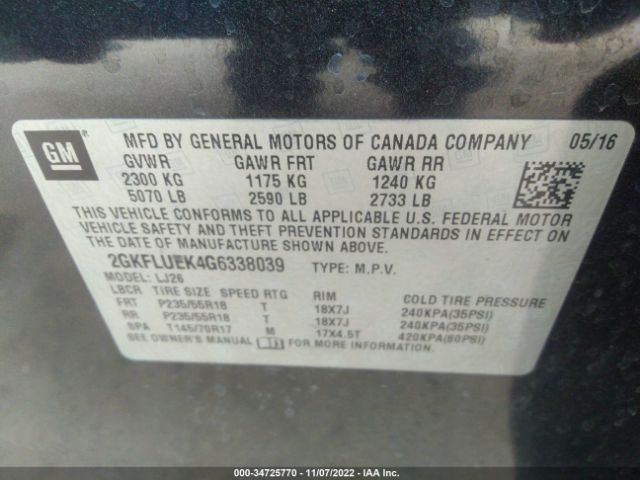 GM
MFD BY GENERAL MOTORS OF CANADA COMPANY 05/16
GVWR GAWR FRT GAWR RR
2300 KG 1175 KG 1240 KG
5070 LB 2590 LB 2733 LB
THIS VEHICLE CONFORMS TO ALL APPLICABLE U.S. FEDERAL MOTOR
VEHICLE SAFETY AND THEFT PREVENTION STANDARDS IN EFFECT ON
THE DATE OF MANUFACTURE SHOWN ABOVE.
2GKFLUEK4G6338039 TYPE: M.P.V.
MODEL: LJ26
LBCR TIRE SIZE SPEED RTG RIM COLD TIRE PRESSURE
FRT P235/55R18 T 18X7J 240KPA(35PSI)
RR P235/55R18 T 18X7J 240KPA(35PSI)
SPA T145/70R17 M 17X4.5T 420KPA(60PSI)
SEE OWNER'S MANUAL FOR MORE INFORMATION
000-34725770 - 11/07/2022 - IAA Inc.